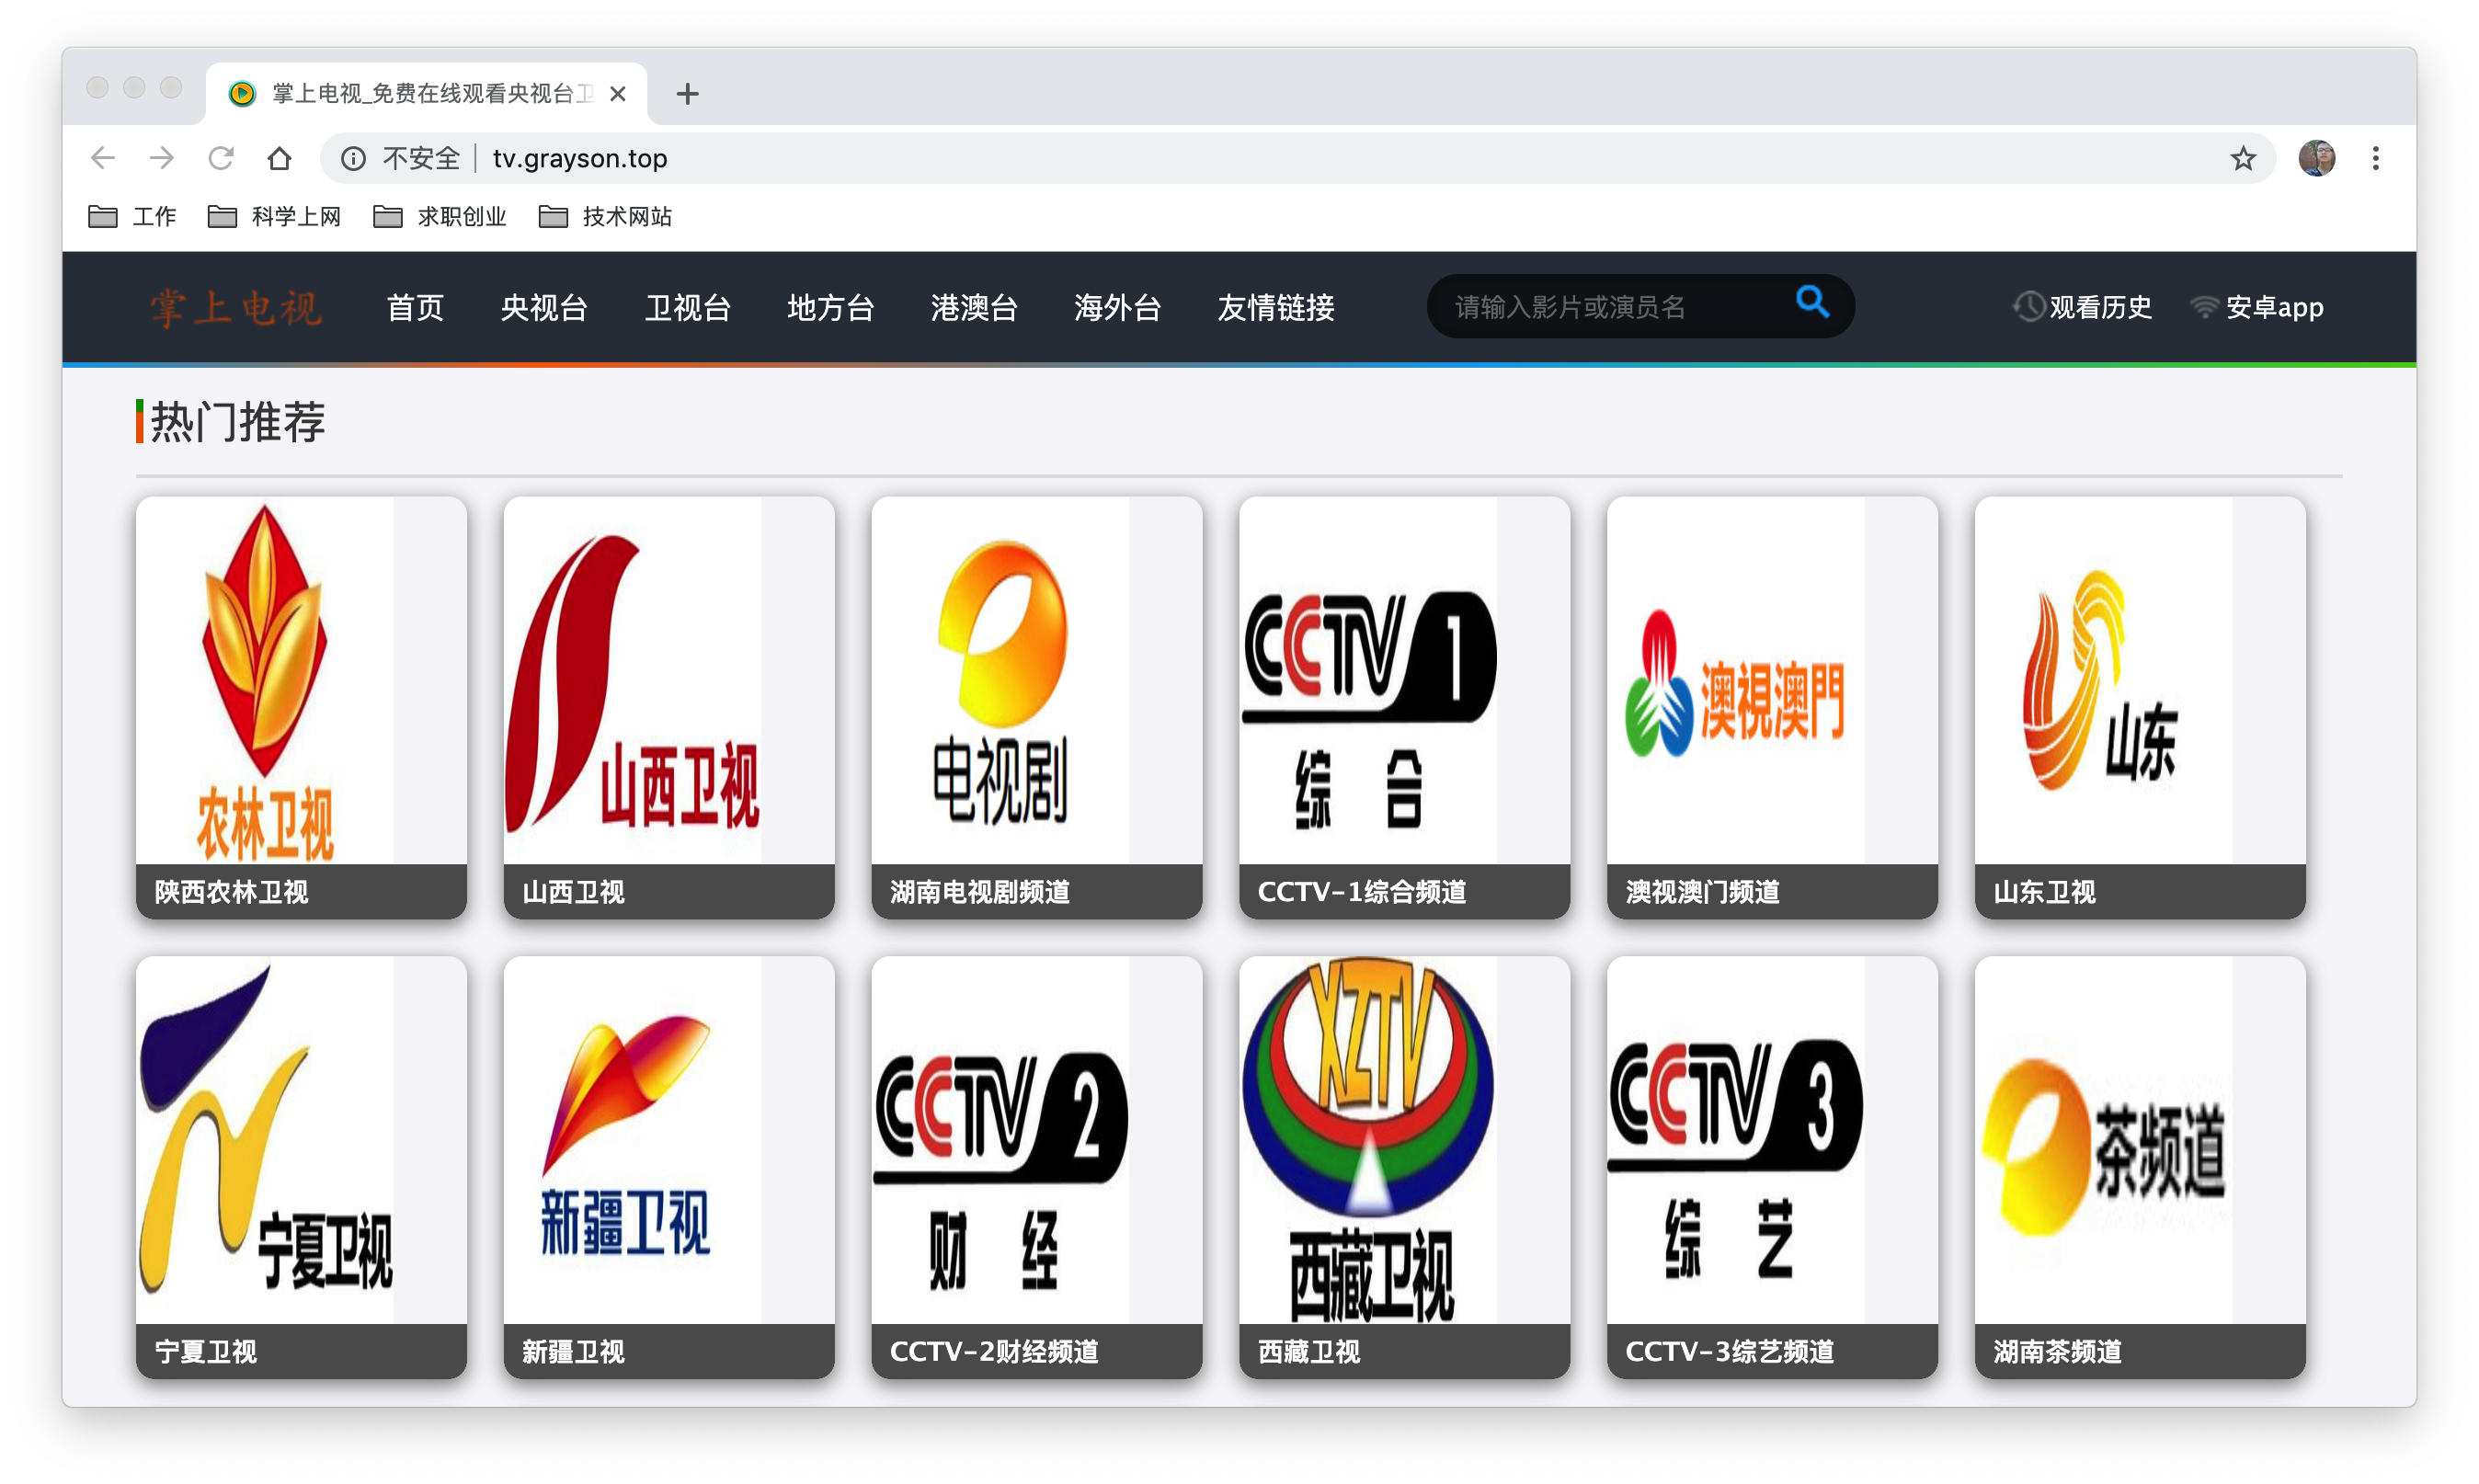 掌上电视_免费在线观看央视台卫
不安全 tv.grayson.top
工作 科学上网 求职创业 技术网站
掌上电视 首页 央视台 卫视台 地方台 港澳台 海外台 友情链接 请输入影片或演员名 观看历史 安卓app
热门推荐
农林卫视
陕西农林卫视
山西卫视
山西卫视
电视剧
湖南电视剧频道
CCTV 1
综合
CCTV-1综合频道
澳視澳門
澳视澳门频道
山东
山东卫视
宁夏卫视
宁夏卫视
新疆卫视
新疆卫视
CCTV 2
财经
CCTV-2财经频道
XZTV
西藏卫视
西藏卫视
CCTV 3
综艺
CCTV-3综艺频道
茶频道
湖南茶频道